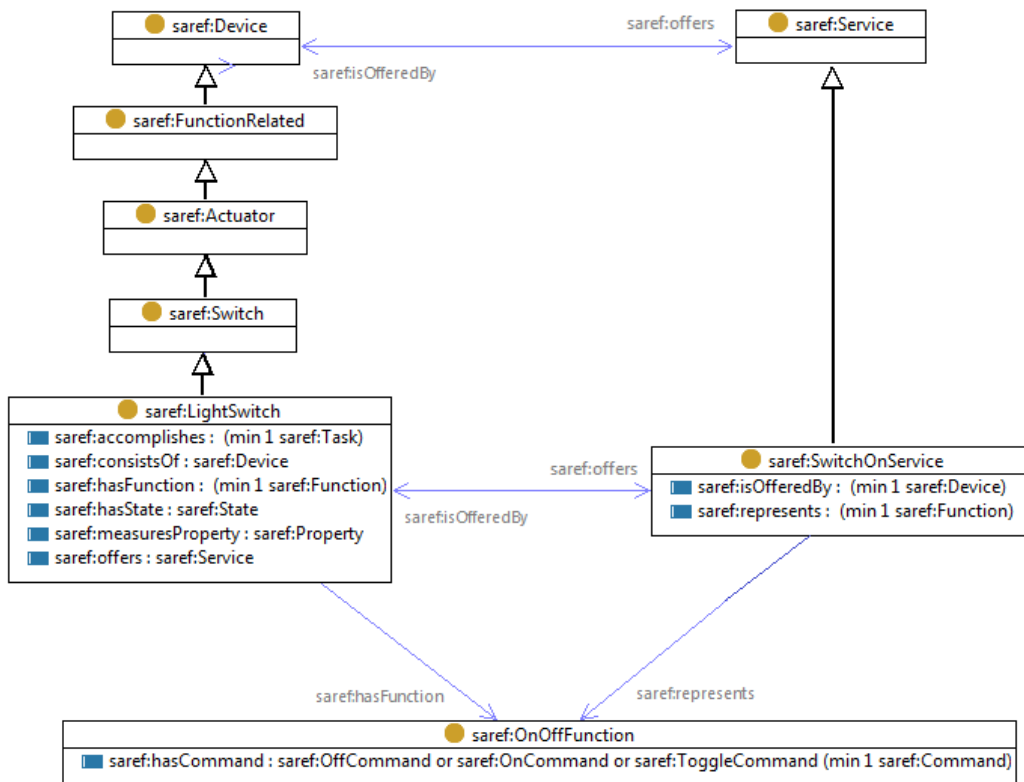 saref:Device
saref:offers
saref:Service
saref:isOfferedBy
saref:FunctionRelated
saref:Actuator
saref:Switch
saref:LightSwitch
saref:accomplishes : (min 1 saref:Task)
saref:consistsOf : saref:Device
saref:hasFunction : (min 1 saref:Function)
saref:hasState : saref:State
saref:measuresProperty : saref:Property
saref:offers : saref:Service
saref:offers
saref:isOfferedBy
saref:SwitchOnService
saref:isOfferedBy : (min 1 saref:Device)
saref:represents : (min 1 saref:Function)
saref:hasFunction
saref:represents
saref:OnOffFunction
saref:hasCommand : saref:OffCommand or saref:OnCommand or saref:ToggleCommand (min 1 saref:Command)